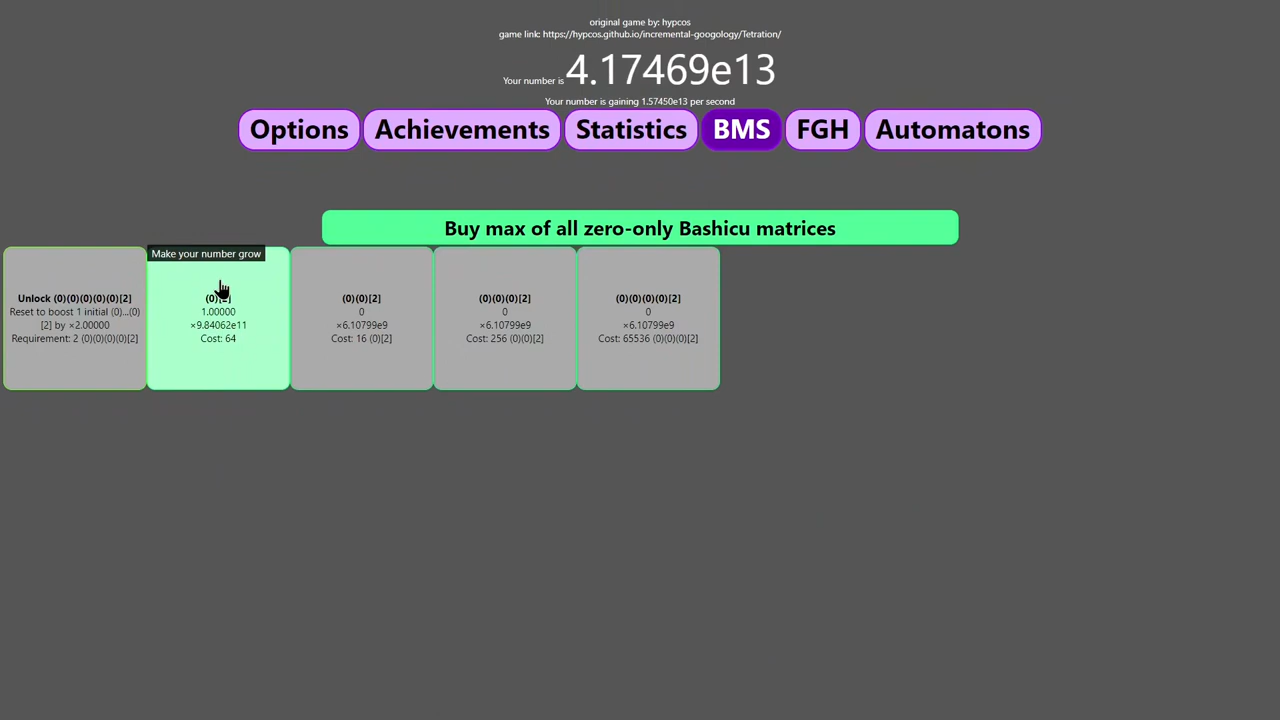 original game by: hypcos
game link: https://hypcos.github.io/incremental-googology/Tetration/
Your number is 4.17469e13
Your number is gaining 1.57450e13 per second
Options
Achievements
Statistics
BMS
FGH
Automatons
Buy max of all zero-only Bashicu matrices
Unlock (0)(0)(0)(0)(0)[2]
Reset to boost 1 initial (0)...(0)
[2] by ×2.00000
Requirement: 2 (0)(0)(0)(0)[2]
Make your number grow
(0)[2]
1.00000
×9.84062e11
Cost: 64
(0)(0)[2]
0
×6.10799e9
Cost: 16 (0)[2]
(0)(0)(0)[2]
0
×6.10799e9
Cost: 256 (0)(0)[2]
(0)(0)(0)(0)[2]
0
×6.10799e9
Cost: 65536 (0)(0)(0)[2]